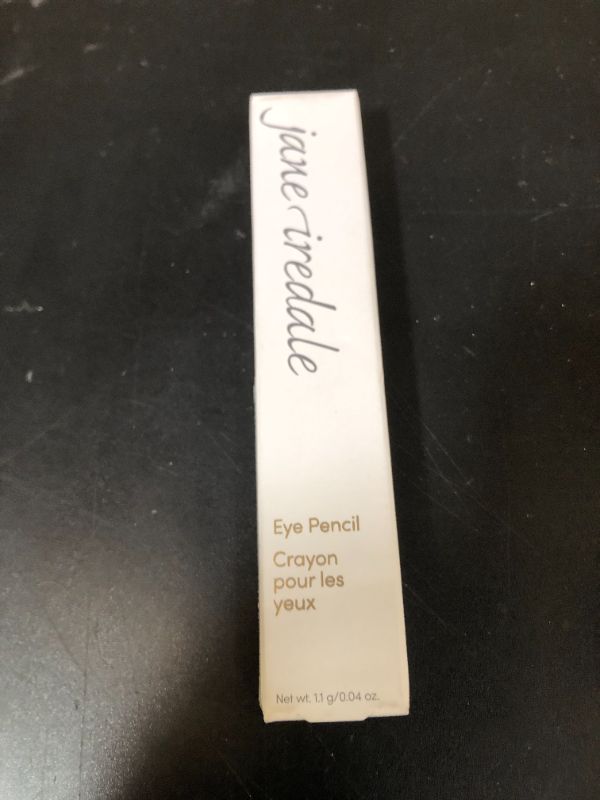 jane iredale
Eye Pencil
Crayon
pour les
yeux
Net wt. 1.1 g/0.04 oz.